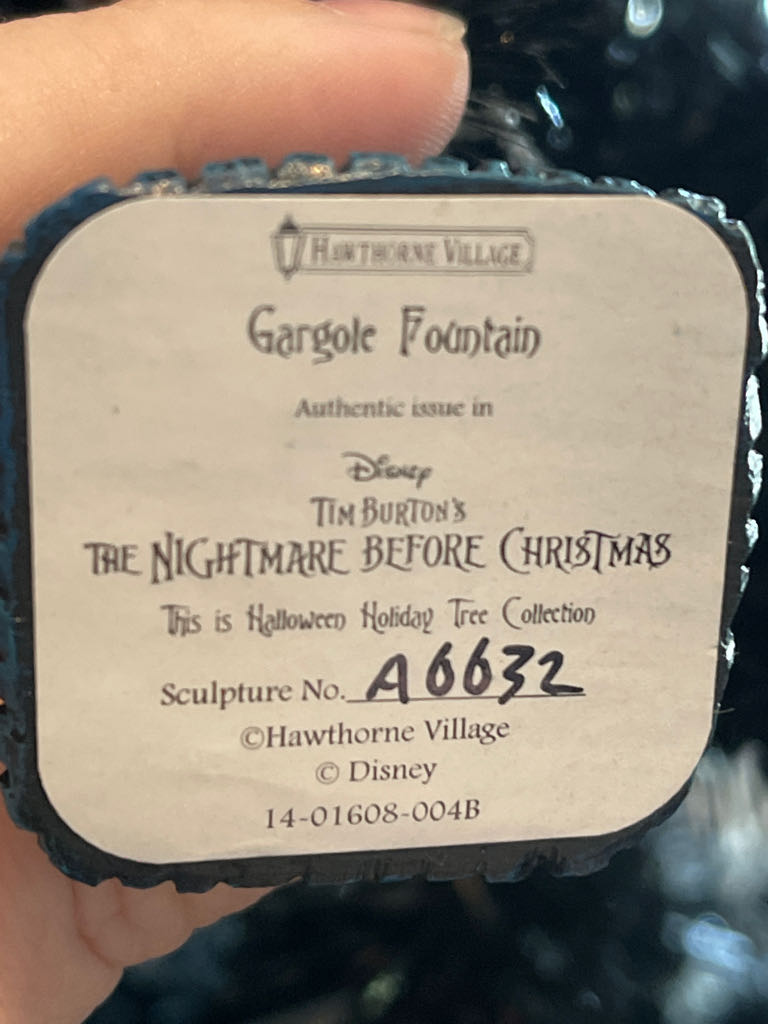 HAWTHORNE VILLAGE
Gargole Fountain
Authentic issue in
Disney
TIM BURTON'S
THE NIGHTMARE BEFORE CHRISTMAS
This is Halloween Holiday Tree Collection
Sculpture No. A6632
©Hawthorne Village
© Disney
14-01608-004B